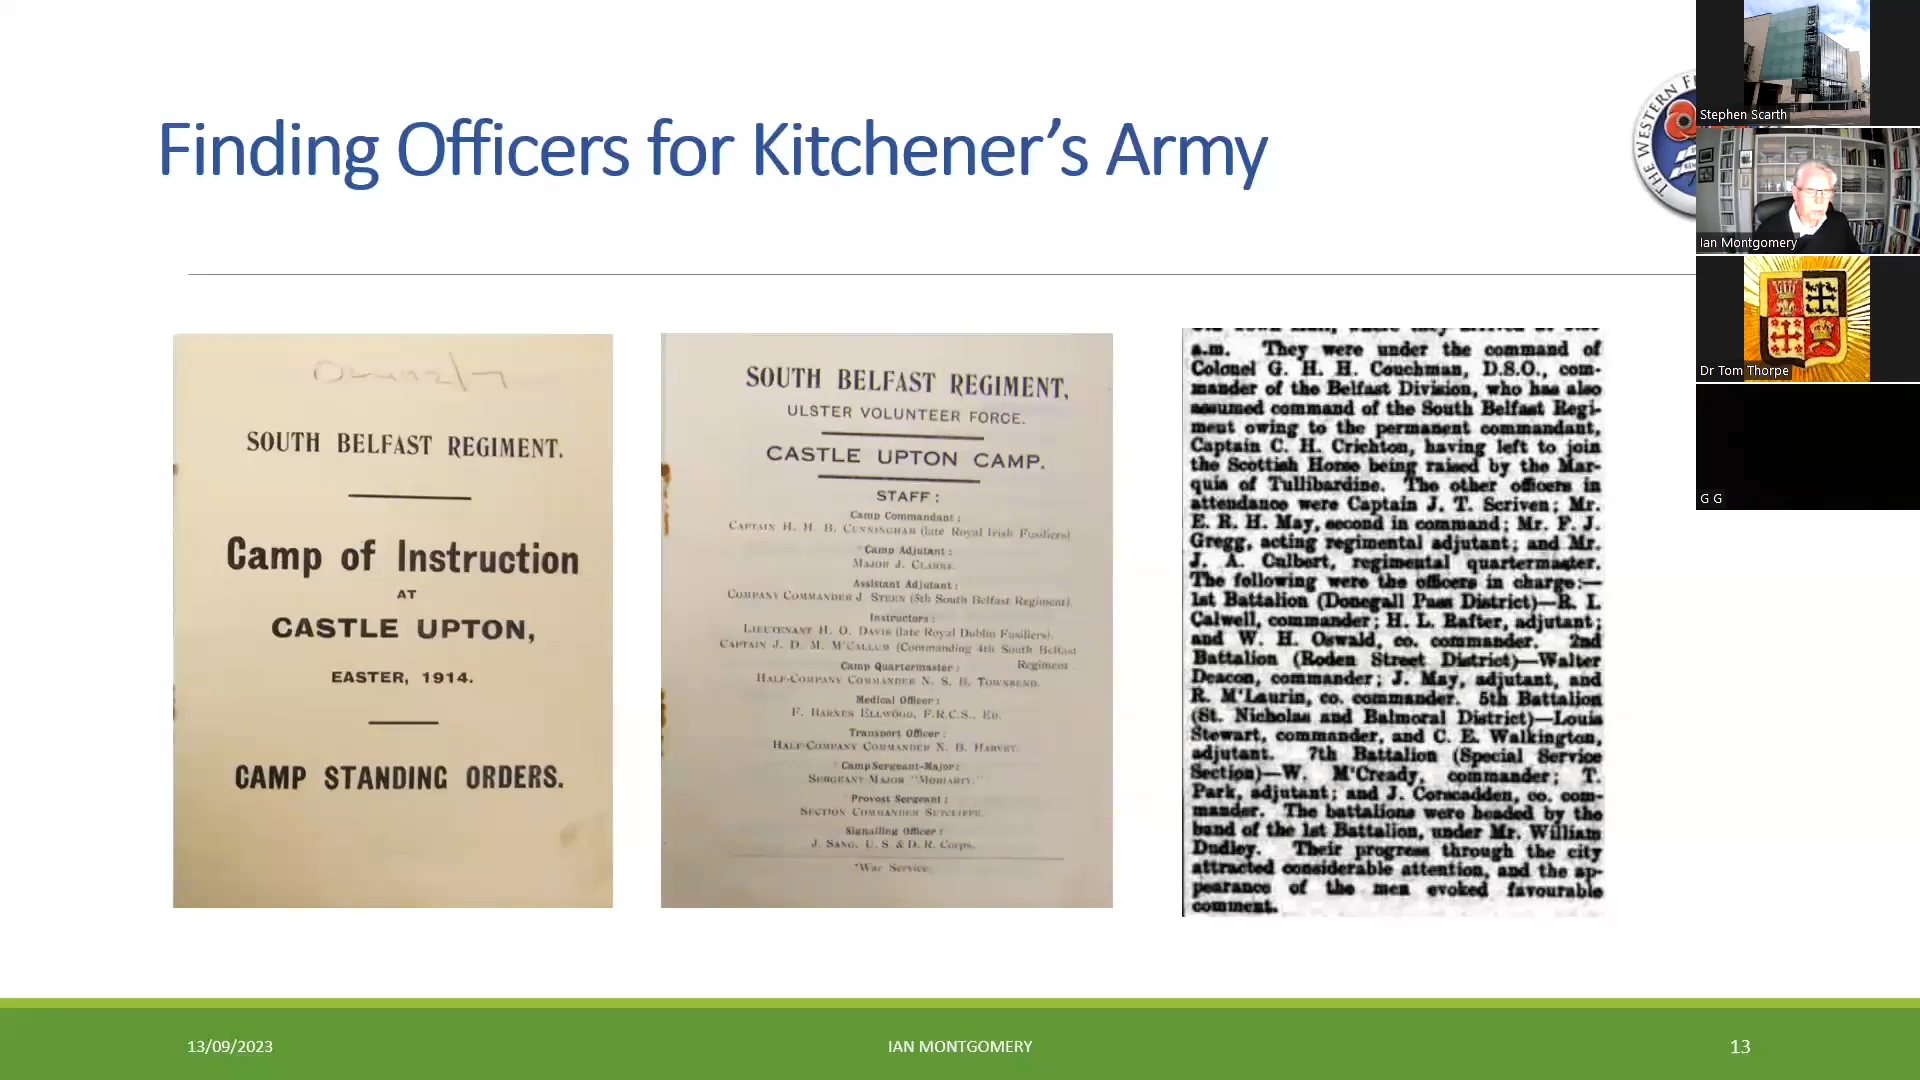 Finding Officers for Kitchener's Army
THE WESTERN F
SOUTH BELFAST REGIMENT.
Camp of Instruction
AT
CASTLE UPTON,
EASTER, 1914.
CAMP STANDING ORDERS.
SOUTH BELFAST REGIMENT,
ULSTER VOLUNTEER FORCE.
CASTLE UPTON CAMP.
STAFF :
Camp Commandant :
CAPTAIN H. H. B. CUNNINGHAM (late Royal Irish Fusiliers)
*Camp Adjutant :
MAJOR J. CLARKE.
Assistant Adjutant :
COMPANY COMMANDER J. STEEN (5th South Belfast Regiment).
Instructors :
LIEUTENANT H. O. DAVIS (late Royal Dublin Fusiliers).
CAPTAIN J. D. M. M'CALLUM (Commanding 4th South Belfast
Regiment
Camp Quartermaster :
HALF-COMPANY COMMANDER N. S. B. TOWNSEND.
Medical Officer :
F. BARNES ELLWOOD, F.R.C.S., ED.
Transport Officer :
HALF-COMPANY COMMANDER N. B. HARVEY.
*Camp Sergeant-Major :
SERGEANT MAJOR "MORIARTY."
*Provost Sergeant :
SECTION COMMANDER SUTCLIFFE.
Signalling Officer :
J. SANG, U. S. & D. R. Corps.
*War Service.
a.m. They were under the command of
Colonel G. H. H. Couchman, D.S.O., com-
mander of the Belfast Division, who has also
assumed command of the South Belfast Regi-
ment owing to the permanent commandant,
Captain C. H. Crichton, having left to join
the Scottish Horse being raised by the Mar-
quis of Tullibardine. The other officers in
attendance were Captain J. T. Scriven; Mr.
E. R. H. May, second in command; Mr. F. J.
Gregg, acting regimental adjutant; and Mr.
J. A. Culbert, regimental quartermaster.
The following were the officers in charge:—
1st Battalion (Donegall Pass District)—R. I.
Calwell, commander; H. L. Rafter, adjutant;
and W. H. Oswald, co. commander. 2nd
Battalion (Roden Street District)—Walter
Deacon, commander; J. May, adjutant, and
R. M'Laurin, co. commander. 5th Battalion
(St. Nicholas and Balmoral District)—Louis
Stewart, commander, and C. E. Walkington,
adjutant. 7th Battalion (Special Service
Section)—W. M'Cready, commander; T.
Park, adjutant; and J. Corscadden, co. com-
mander. The battalions were headed by the
band of the 1st Battalion, under Mr. William
Dudley. Their progress through the city
attracted considerable attention, and the ap-
pearance of the men evoked favourable
comment.
Stephen Scarth
Ian Montgomery
Dr Tom Thorpe
G G
13/09/2023
IAN MONTGOMERY
13